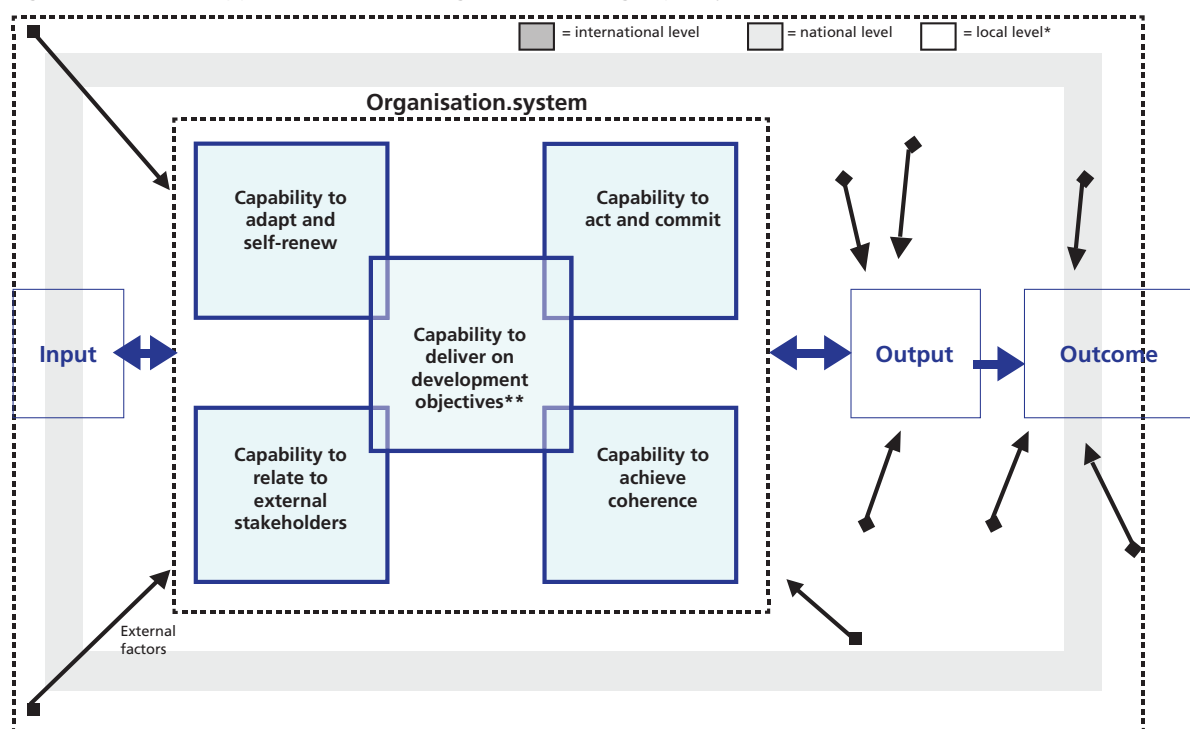 = international level
= national level
= local level*
Organisation.system
Capability to
adapt and
self-renew
Capability to
act and commit
Capability to
deliver on
development
objectives**
Input
Output
Outcome
Capability to
relate to
external
stakeholders
Capability to
achieve
coherence
External
factors